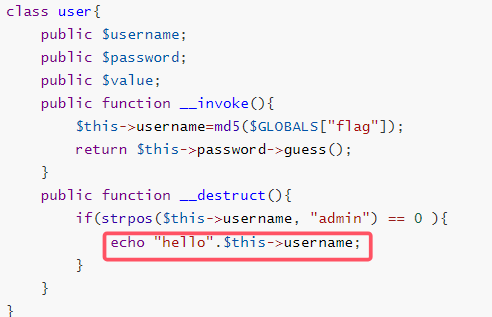 class user{
    public $username;
    public $password;
    public $value;
    public function __invoke(){
        $this->username=md5($GLOBALS["flag"]);
        return $this->password->guess();
    }
    public function __destruct(){
        if(strpos($this->username, "admin") == 0 ){
            echo "hello".$this->username;
        }
    }
}